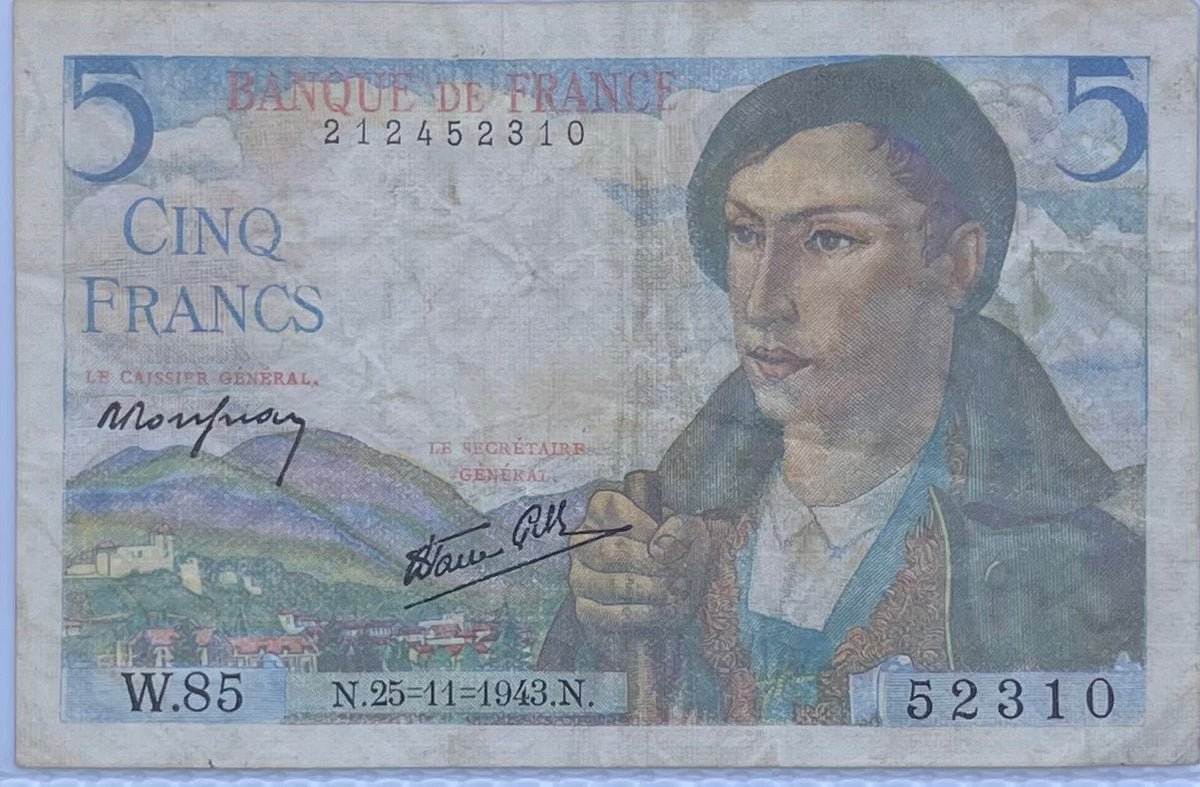 5
BANQUE DE FRANCE
5
212452310
CINQ
FRANCS
LE CAISSIER GÉNÉRAL,
LE SECRÉTAIRE
GÉNÉRAL,
W.85
N.25=11=1943.N.
52310